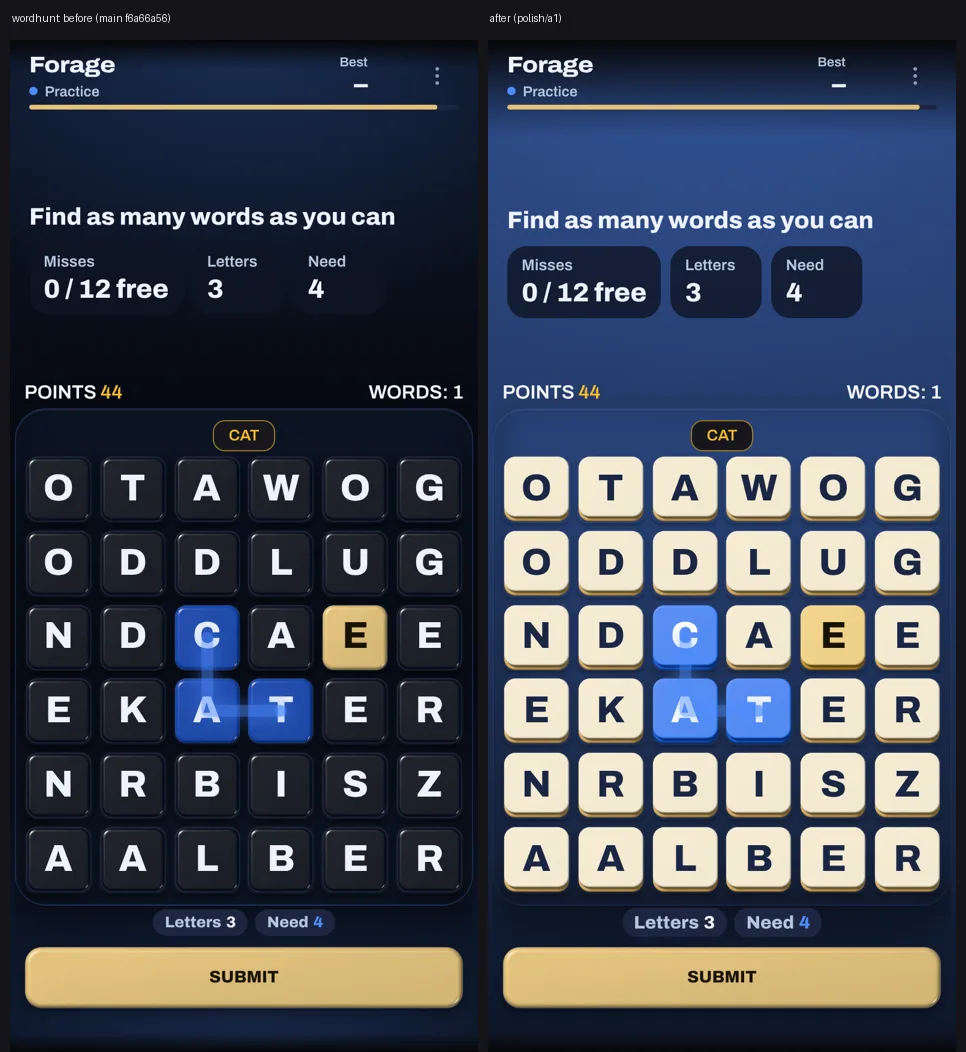 wordhunt before (main f6a66a56)
Forage
Best
Practice
–
Find as many words as you can
Misses Letters Need
0 / 12 free 3 4
POINTS 44 WORDS: 1
CAT
O T A W O G
O D D L U G
N D C A E E
E K A T E R
N R B I S Z
A A L B E R
Letters 3 Need 4
SUBMIT
after (polish/a1)
Forage
Best
Practice
–
Find as many words as you can
Misses Letters Need
0 / 12 free 3 4
POINTS 44 WORDS: 1
CAT
O T A W O G
O D D L U G
N D C A E E
E K A T E R
N R B I S Z
A A L B E R
Letters 3 Need 4
SUBMIT